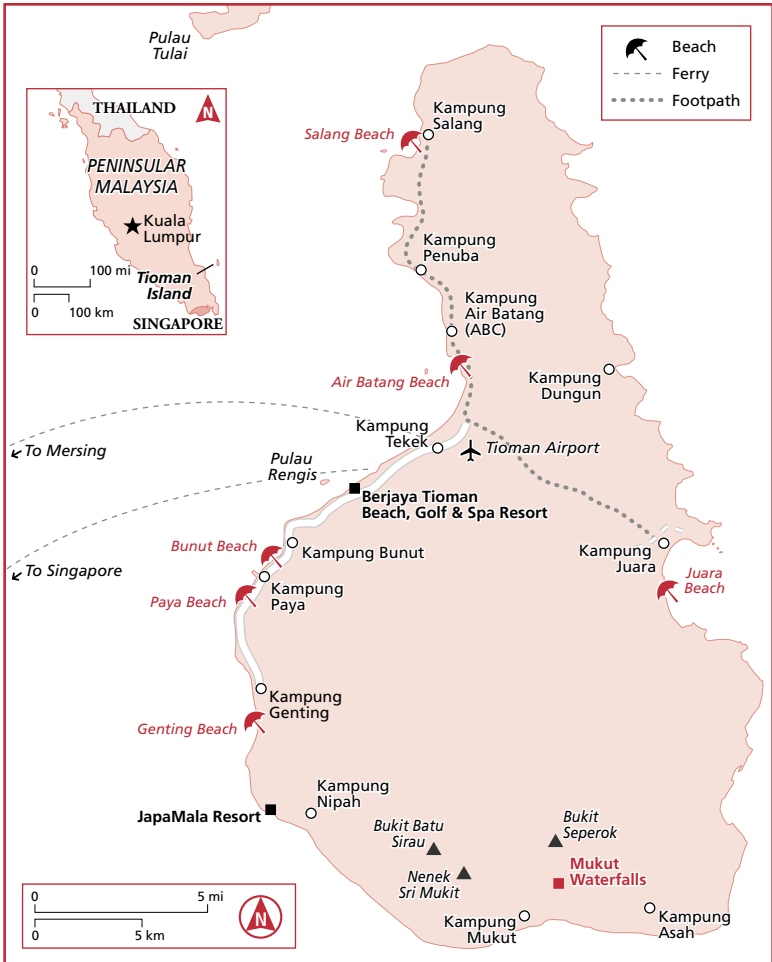 Pulau
Tulai
Beach
Ferry
Footpath
N
THAILAND
PENINSULAR
MALAYSIA
Kuala
Lumpur
0
100 mi
0
100 km
Tioman
Island
SINGAPORE
Kampung
Salang
Salang Beach
Kampung
Penuba
Kampung
Air Batang
(ABC)
Air Batang Beach
Kampung
Dungun
Kampung
Tekek
Tioman Airport
To Mersing
Pulau
Rengis
Berjaya Tioman
Beach, Golf & Spa Resort
Bunut Beach
Kampung Bunut
Kampung
Juara
To Singapore
Juara
Beach
Paya Beach
Kampung
Paya
Kampung
Genting
Genting Beach
Kampung
Nipah
JapaMala Resort
Bukit Batu
Sirau
Bukit
Seperok
Nenek
Sri Mukit
Mukut
Waterfalls
Kampung
Mukut
Kampung
Asah
0
5 mi
0
5 km
N